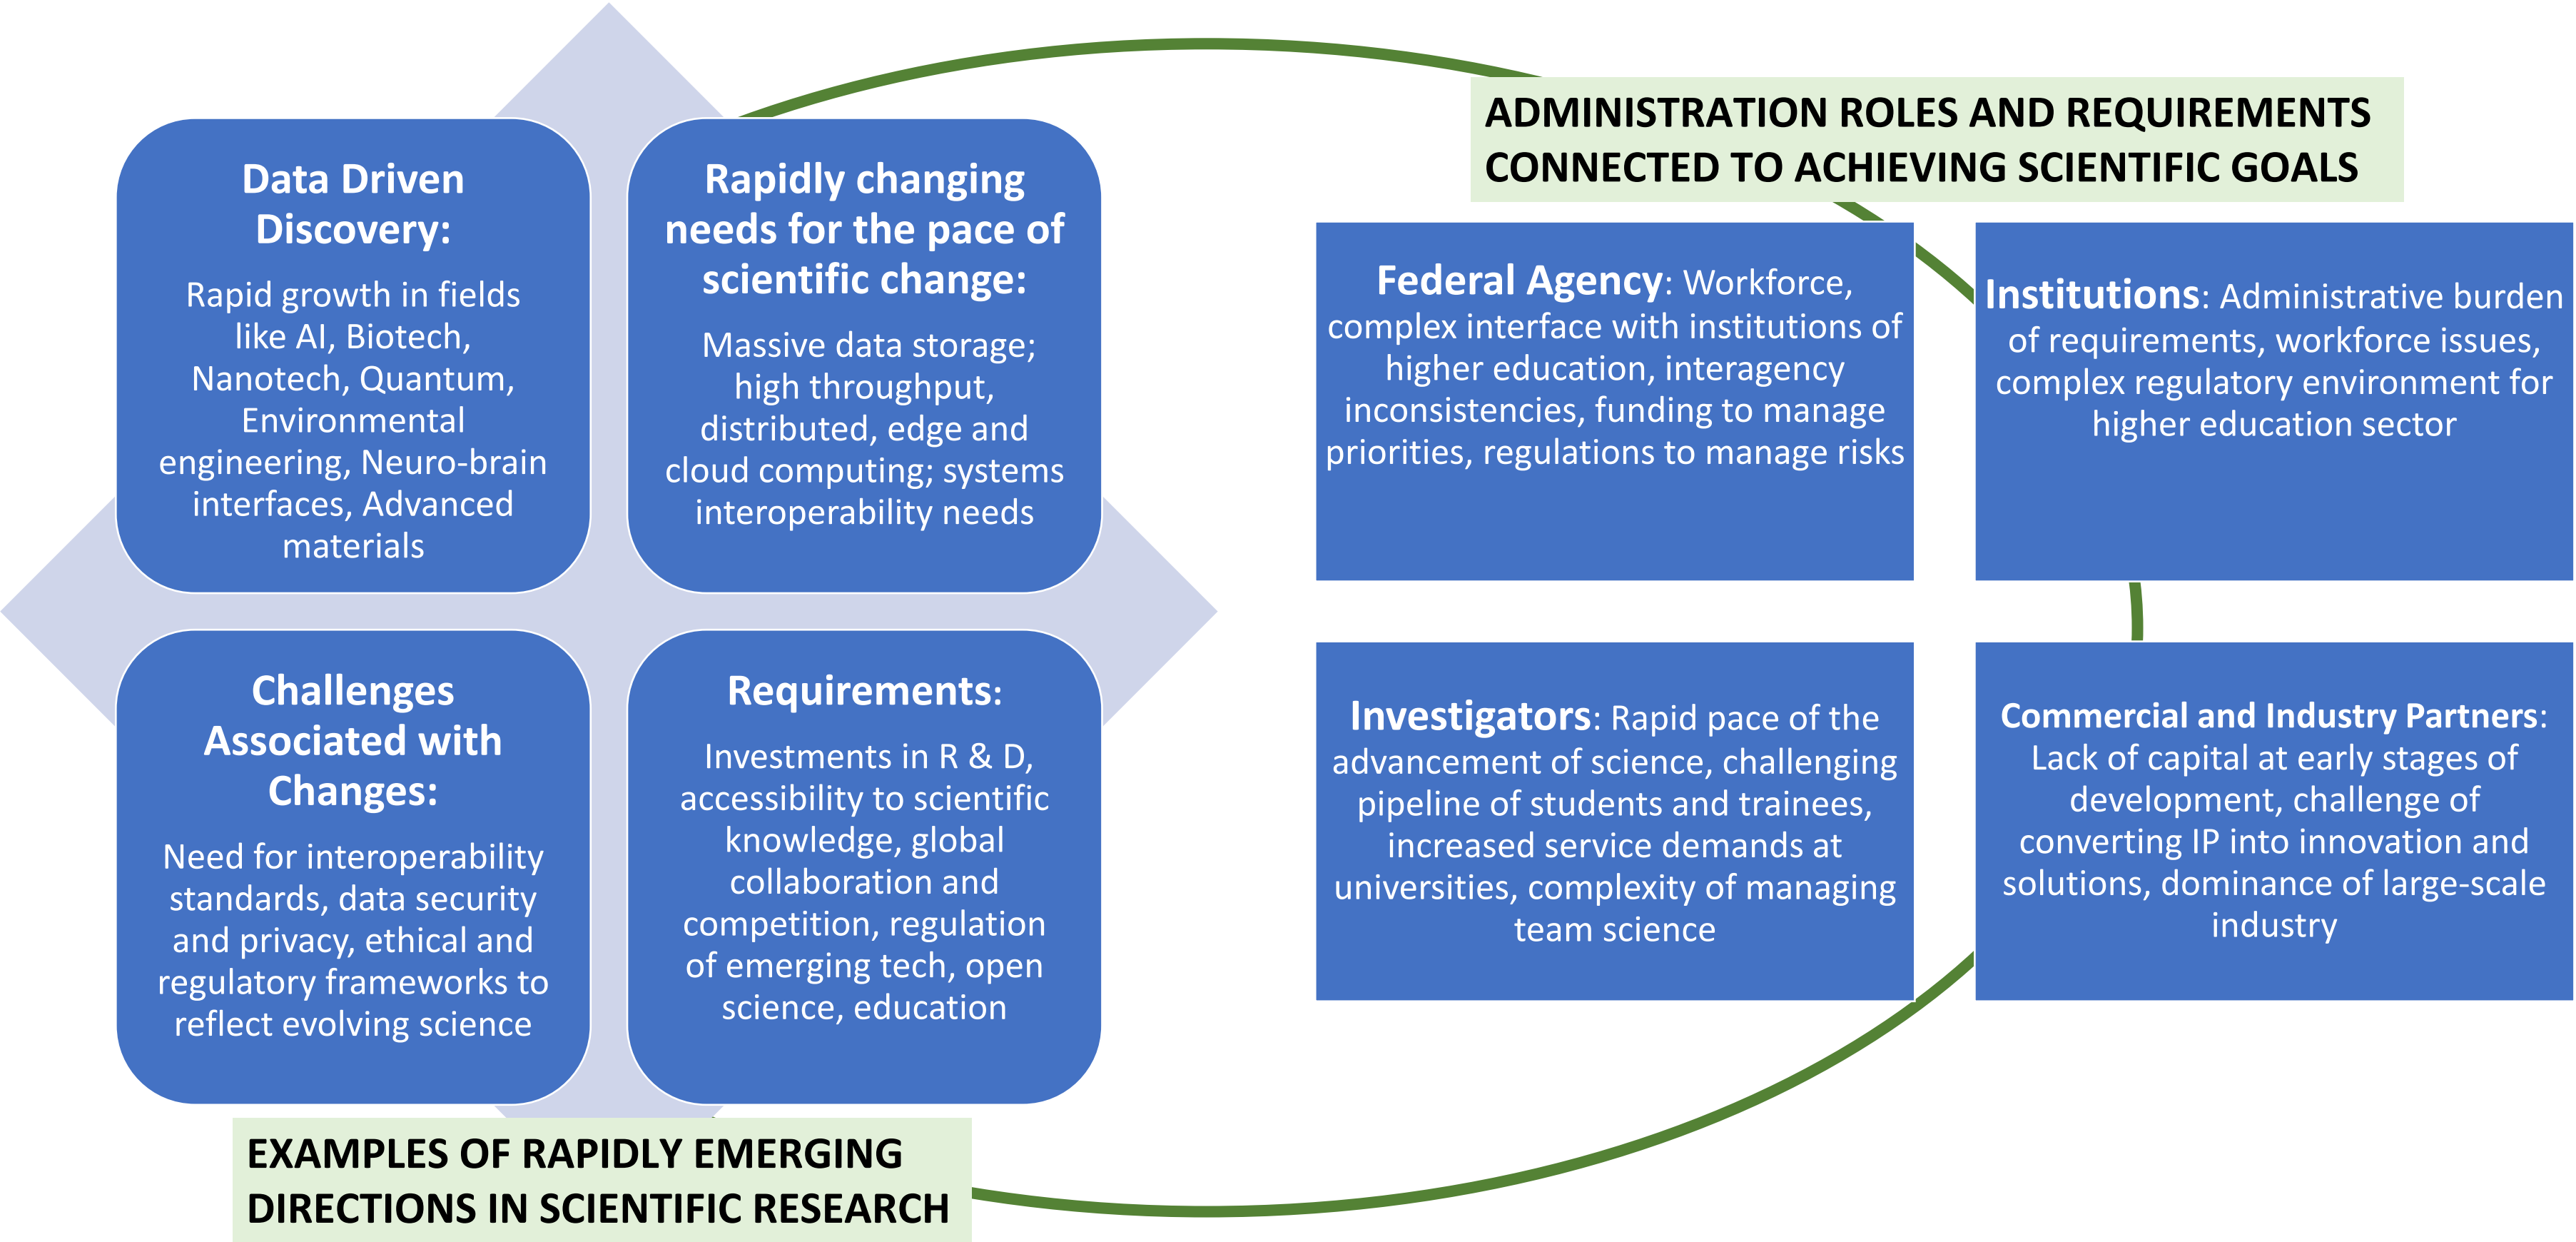 Data Driven
Discovery:
Rapid growth in fields
like AI, Biotech,
Nanotech, Quantum,
Environmental
engineering, Neuro-brain
interfaces, Advanced
materials
Rapidly changing
needs for the pace of
scientific change:
Massive data storage;
high throughput,
distributed, edge and
cloud computing; systems
interoperability needs
Challenges
Associated with
Changes:
Need for interoperability
standards, data security
and privacy, ethical and
regulatory frameworks to
reflect evolving science
Requirements:
Investments in R & D,
accessibility to scientific
knowledge, global
collaboration and
competition, regulation
of emerging tech, open
science, education
EXAMPLES OF RAPIDLY EMERGING
DIRECTIONS IN SCIENTIFIC RESEARCH
ADMINISTRATION ROLES AND REQUIREMENTS
CONNECTED TO ACHIEVING SCIENTIFIC GOALS
Federal Agency: Workforce,
complex interface with institutions of
higher education, interagency
inconsistencies, funding to manage
priorities, regulations to manage risks
Institutions: Administrative burden
of requirements, workforce issues,
complex regulatory environment for
higher education sector
Investigators: Rapid pace of the
advancement of science, challenging
pipeline of students and trainees,
increased service demands at
universities, complexity of managing
team science
Commercial and Industry Partners:
Lack of capital at early stages of
development, challenge of
converting IP into innovation and
solutions, dominance of large-scale
industry